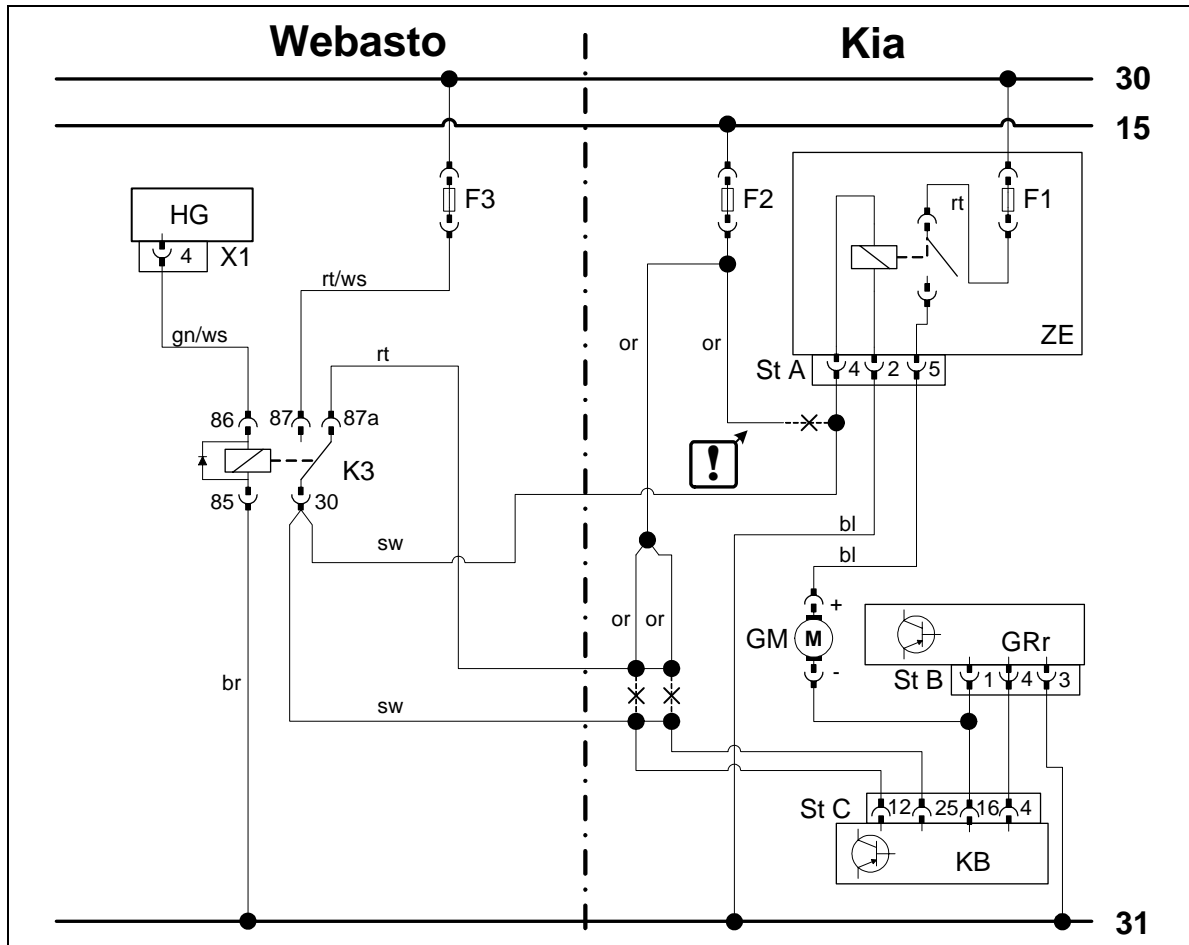 Webasto
Kia
30
15
HG
4
X1
F3
F2
F1
rt
ZE
rt/ws
gn/ws
rt
or
or
St A
4
2
5
86
87
87a
!
K3
85
30
sw
bl
bl
or
or
+
GM
M
-
GRr
St B
1
4
3
br
sw
St C
12
25
16
4
KB
31